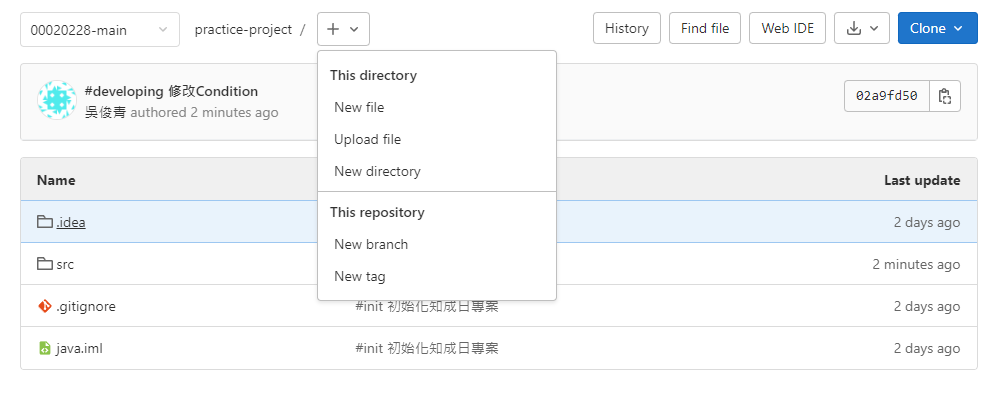 00020228-main
practice-project /
History
Find file
Web IDE
Clone
This directory
New file
Upload file
New directory
This repository
New branch
New tag
#developing 修改Condition
吳俊青 authored 2 minutes ago
02a9fd50
Name Last update
.idea 2 days ago
src 2 minutes ago
.gitignore #init 初始化知成日專案 2 days ago
java.iml #init 初始化知成日專案 2 days ago